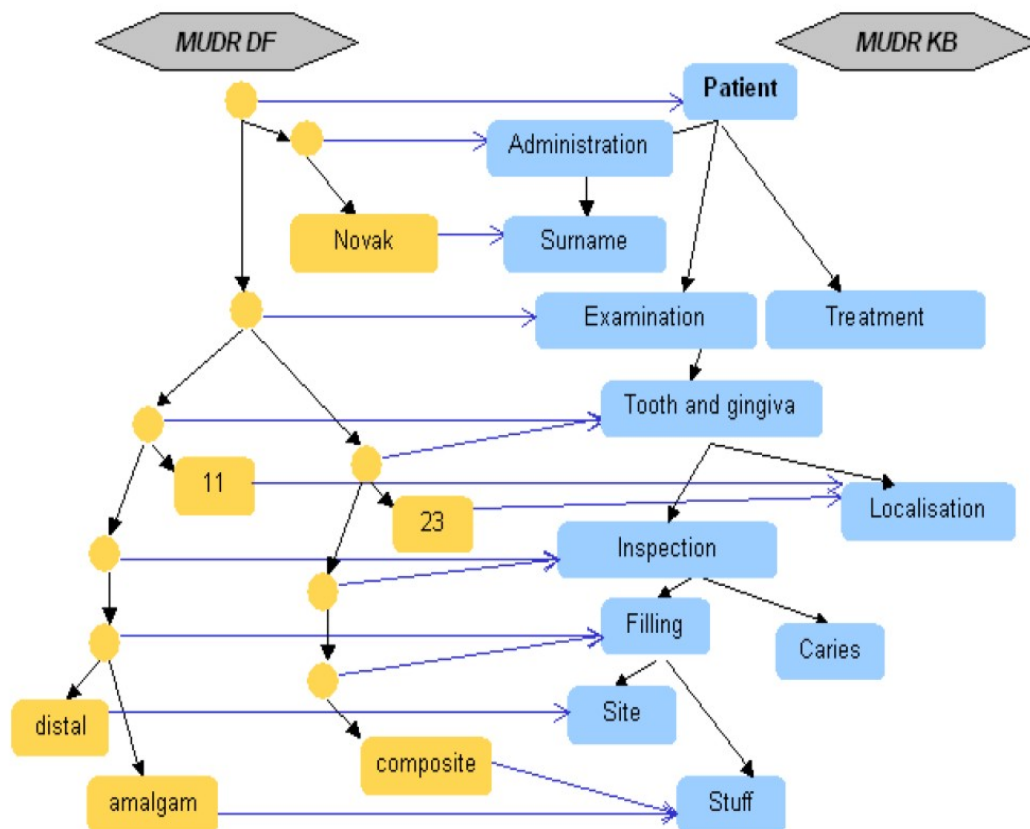 MUDR DF
MUDR KB
Patient
Administration
Novak
Surname
Examination
Treatment
Tooth and gingiva
11
23
Localisation
Inspection
Filling
Caries
distal
Site
composite
amalgam
Stuff